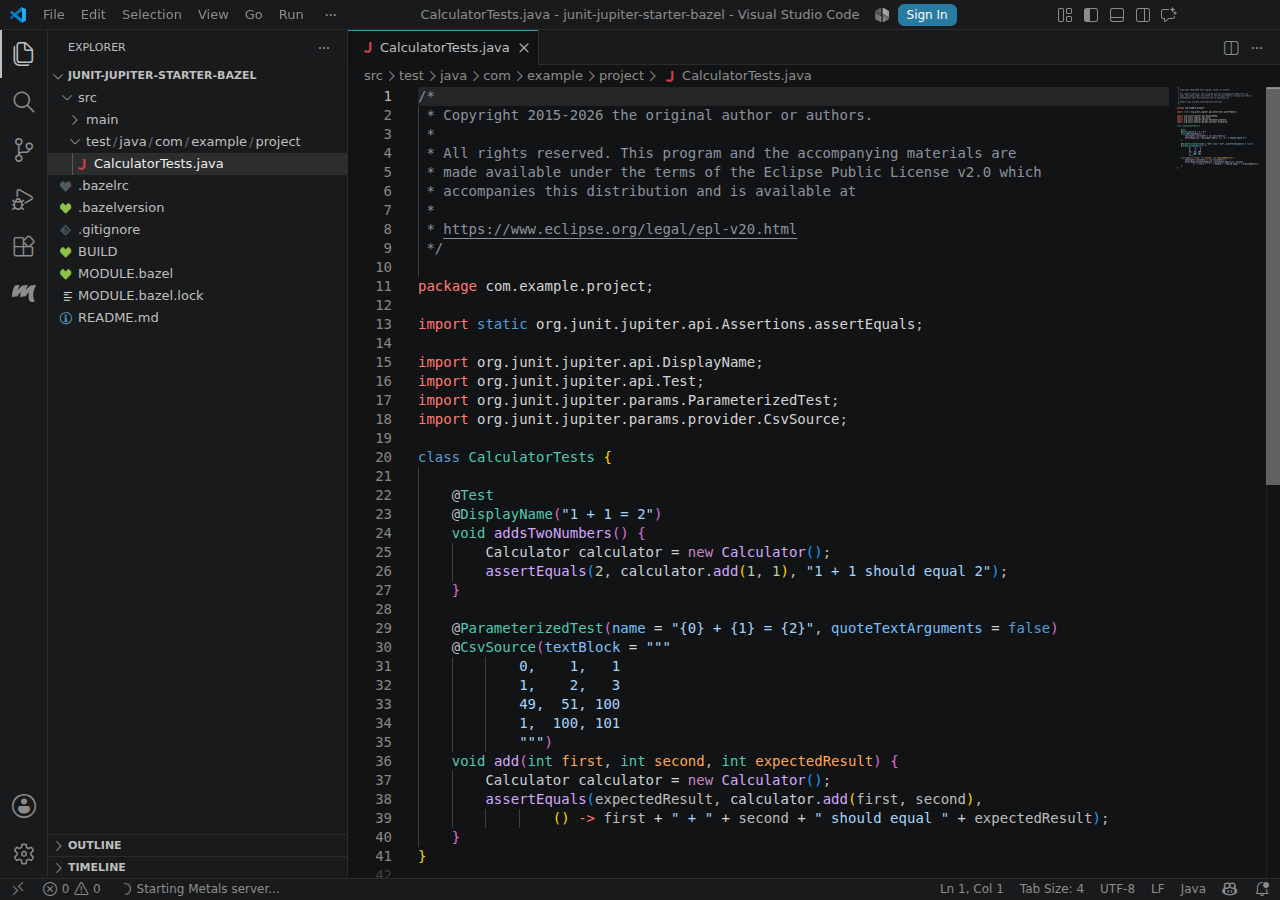 File Edit Selection View Go Run ··· CalculatorTests.java - junit-jupiter-starter-bazel - Visual Studio Code Sign In
EXPLORER
JUNIT-JUPITER-STARTER-BAZEL
src
main
test/java/com/example/project
CalculatorTests.java
.bazelrc
.bazelversion
.gitignore
BUILD
MODULE.bazel
MODULE.bazel.lock
README.md
OUTLINE
TIMELINE
CalculatorTests.java
src > test > java > com > example > project > CalculatorTests.java
1 /*
2  * Copyright 2015-2026 the original author or authors.
3  *
4  * All rights reserved. This program and the accompanying materials are
5  * made available under the terms of the Eclipse Public License v2.0 which
6  * accompanies this distribution and is available at
7  *
8  * https://www.eclipse.org/legal/epl-v20.html
9  */
10
11 package com.example.project;
12
13 import static org.junit.jupiter.api.Assertions.assertEquals;
14
15 import org.junit.jupiter.api.DisplayName;
16 import org.junit.jupiter.api.Test;
17 import org.junit.jupiter.params.ParameterizedTest;
18 import org.junit.jupiter.params.provider.CsvSource;
19
20 class CalculatorTests {
21
22     @Test
23     @DisplayName("1 + 1 = 2")
24     void addsTwoNumbers() {
25         Calculator calculator = new Calculator();
26         assertEquals(2, calculator.add(1, 1), "1 + 1 should equal 2");
27     }
28
29     @ParameterizedTest(name = "{0} + {1} = {2}", quoteTextArguments = false)
30     @CsvSource(textBlock = """
31             0,    1,   1
32             1,    2,   3
33             49,  51, 100
34             1,  100, 101
35             """)
36     void add(int first, int second, int expectedResult) {
37         Calculator calculator = new Calculator();
38         assertEquals(expectedResult, calculator.add(first, second),
39                 () -> first + " + " + second + " should equal " + expectedResult);
40     }
41 }
42
0 0 Starting Metals server... Ln 1, Col 1 Tab Size: 4 UTF-8 LF Java